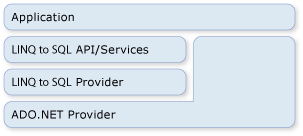 Application
LINQ to SQL API/Services
LINQ to SQL Provider
ADO.NET Provider